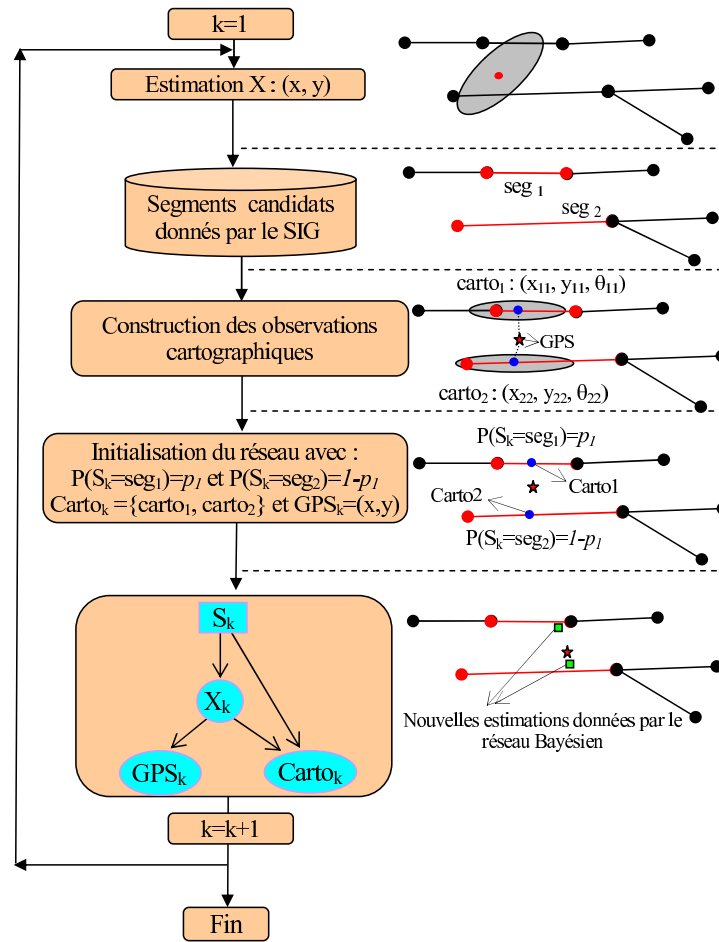 k=1
Estimation X : (x, y)
Segments candidats
donnés par le SIG
seg 1
seg 2
Construction des observations
cartographiques
carto1 : (x11, y11, θ11)
GPS
carto2 : (x22, y22, θ22)
Initialisation du réseau avec :
P(Sk=seg1)=p1 et P(Sk=seg2)=1-p1
Cartok ={carto1, carto2} et GPSk=(x,y)
P(Sk=seg1)=p1
Carto2
Carto1
P(Sk=seg2)=1-p1
Sk
Xk
GPSk
Cartok
Nouvelles estimations données par le
réseau Bayésien
k=k+1
Fin